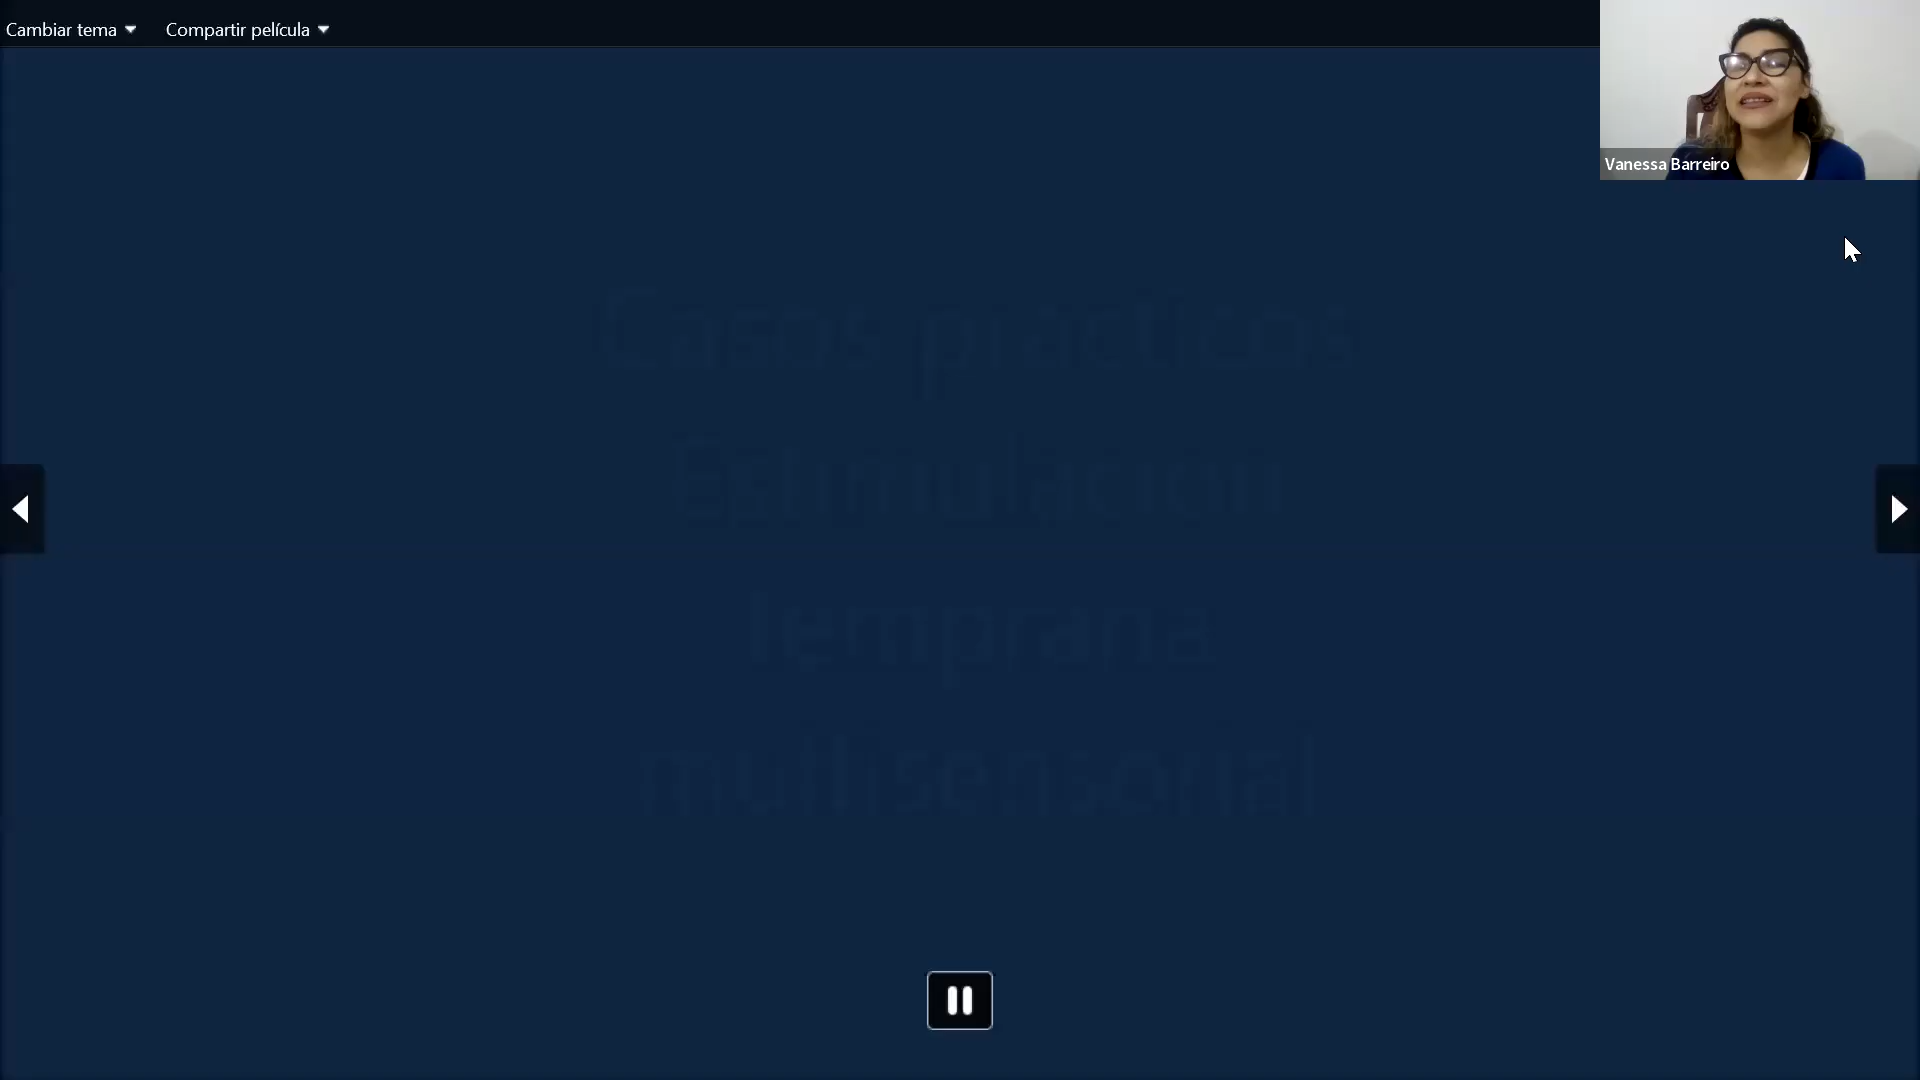 Cambiar tema
Compartir película
Vanessa Barreiro
Casos prácticos
Estimulación
Temprana
multisensorial